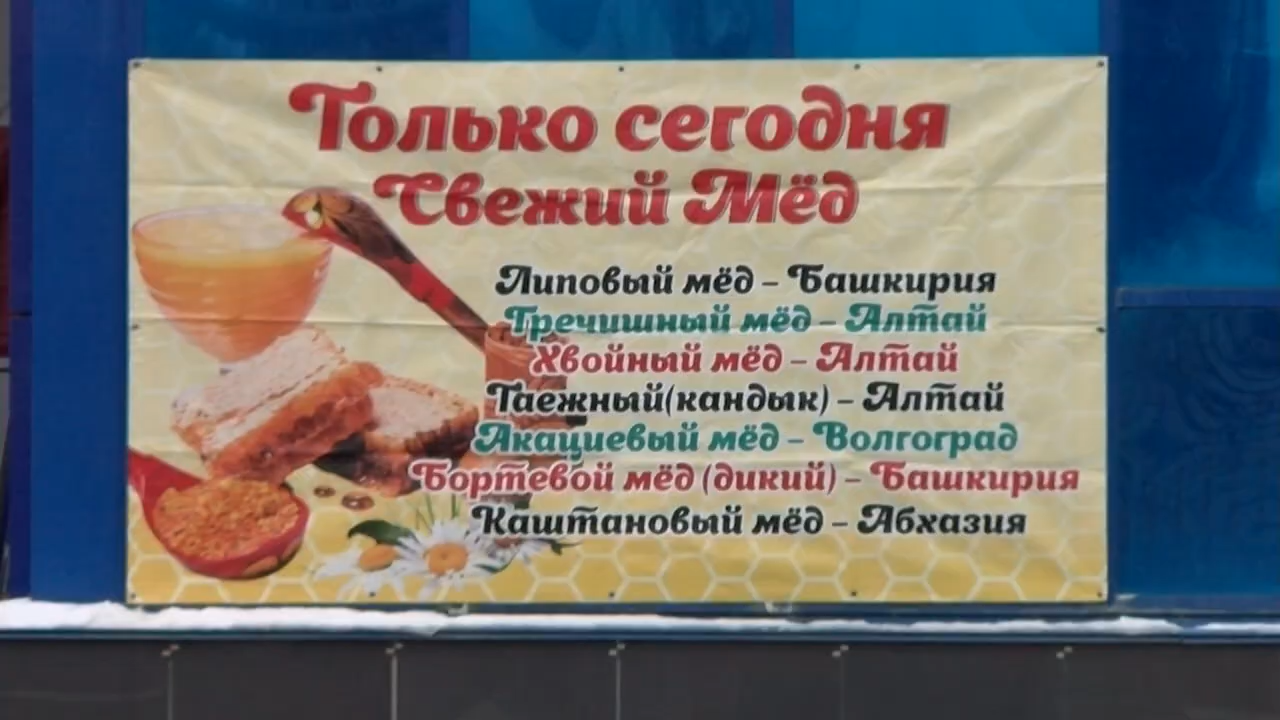 Только сегодня
Свежий Мёд
Липовый мёд – Башкирия
Гречишный мёд – Алтай
Хвойный мёд – Алтай
Таежный(кандык) – Алтай
Акациевый мёд – Волгоград
Бортевой мёд (дикий) – Башкирия
Каштановый мёд – Абхазия